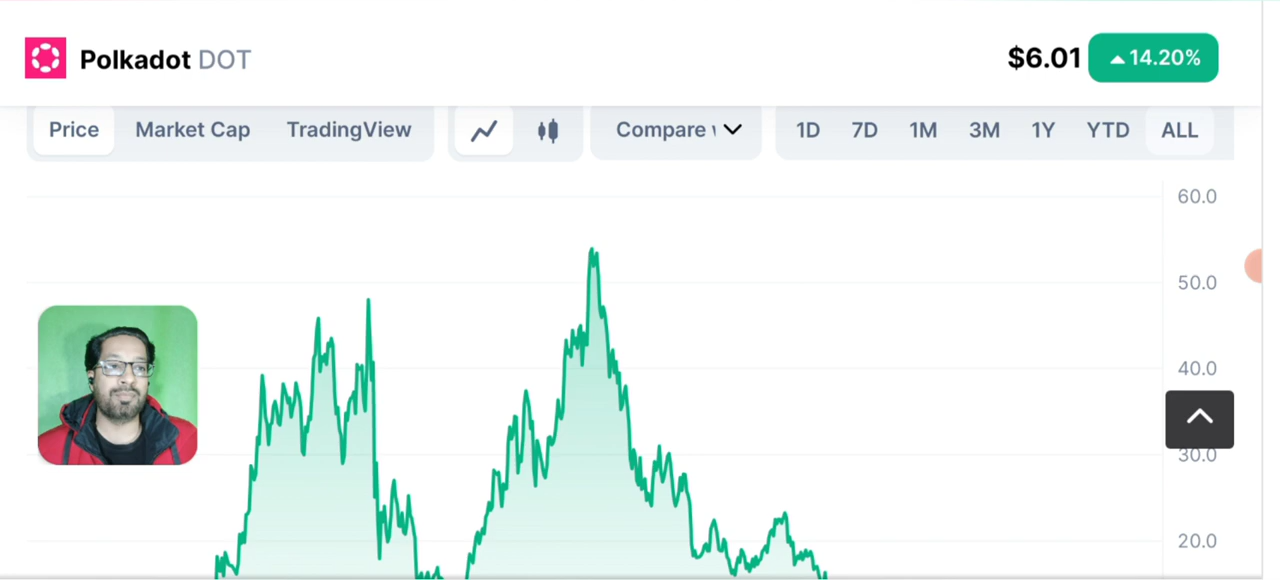 Polkadot DOT $6.01 14.20%
Price Market Cap TradingView Compare 1D 7D 1M 3M 1Y YTD ALL
60.0
50.0
40.0
30.0
20.0